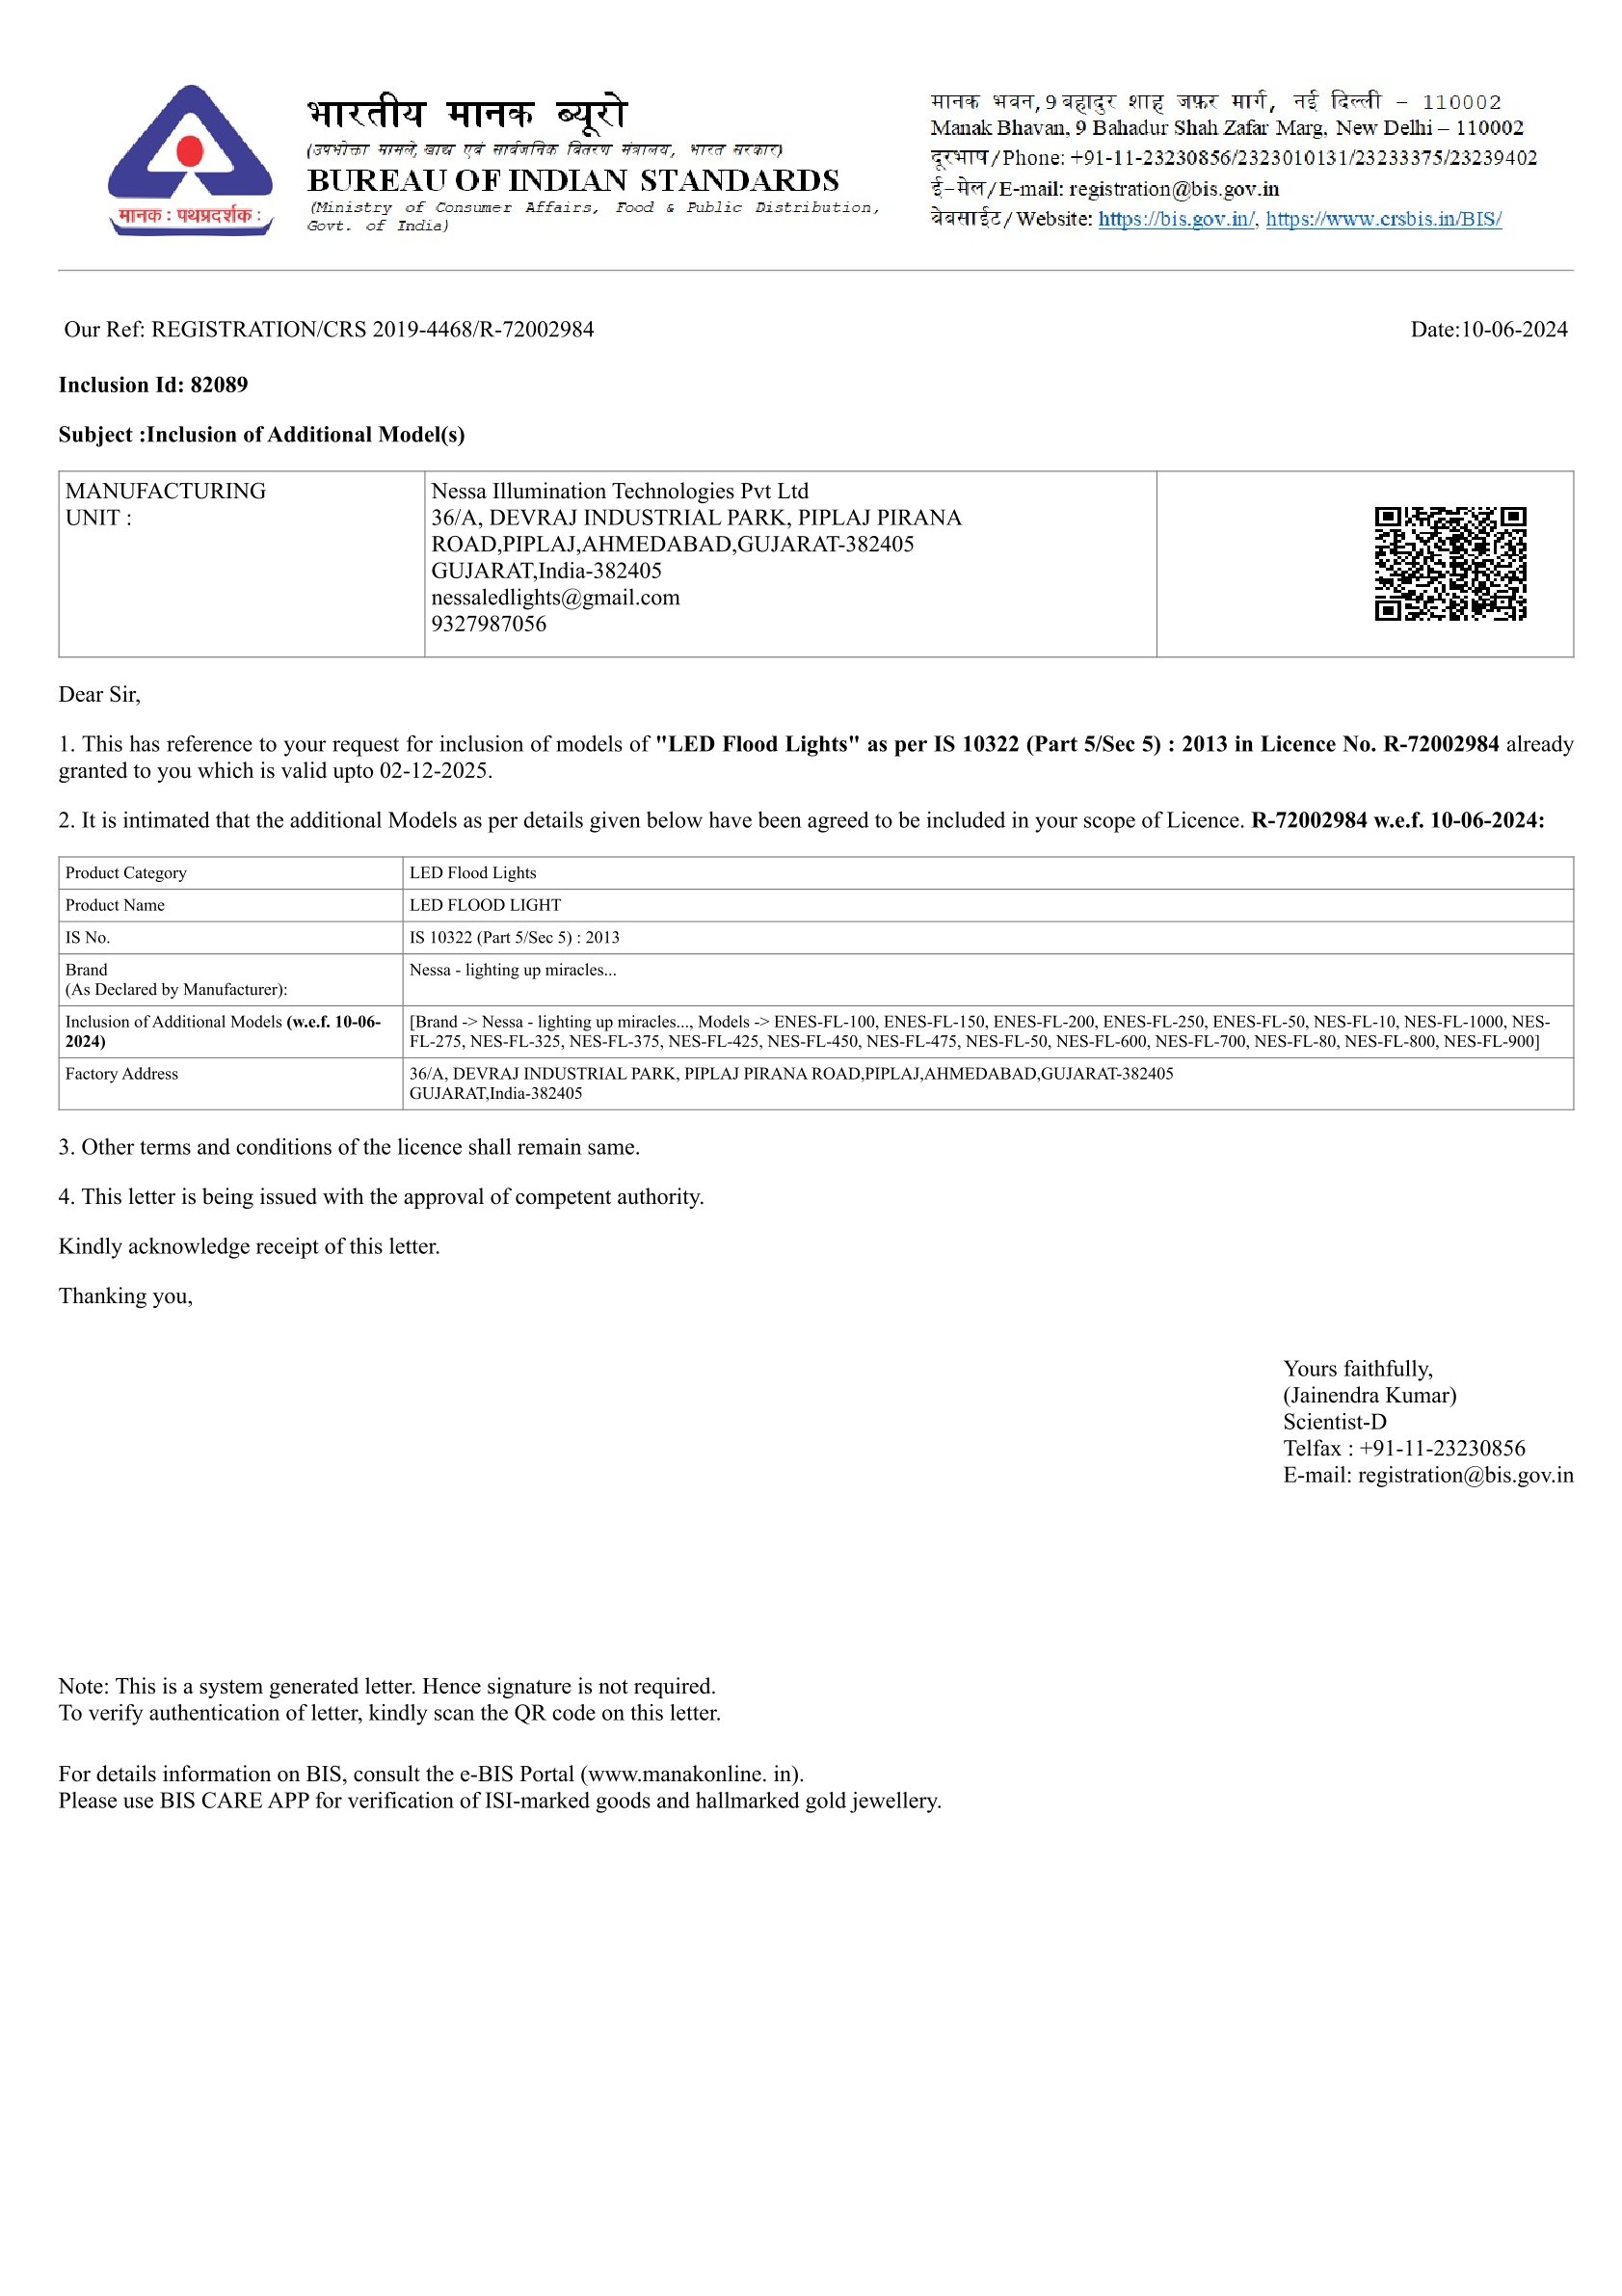 भारतीय मानक ब्यूरो
(उपभोक्ता मामले, खाद्य एवं सार्वजनिक वितरण मंत्रालय, भारत सरकार)
BUREAU OF INDIAN STANDARDS
(Ministry of Consumer Affairs, Food & Public Distribution,
Govt. of India)
मानक : पथप्रदर्शक :
मानक भवन, 9 बहादुर शाह जफ़र मार्ग, नई दिल्ली – 110002
Manak Bhavan, 9 Bahadur Shah Zafar Marg, New Delhi – 110002
दूरभाष/Phone: +91-11-23230856/2323010131/23233375/23239402
ई-मेल/E-mail: registration@bis.gov.in
वेबसाईट/Website: https://bis.gov.in/, https://www.crsbis.in/BIS/
Our Ref: REGISTRATION/CRS 2019-4468/R-72002984 Date:10-06-2024
Inclusion Id: 82089
Subject :Inclusion of Additional Model(s)
MANUFACTURING
UNIT :
Nessa Illumination Technologies Pvt Ltd
36/A, DEVRAJ INDUSTRIAL PARK, PIPLAJ PIRANA
ROAD,PIPLAJ,AHMEDABAD,GUJARAT-382405
GUJARAT,India-382405
nessaledlights@gmail.com
9327987056
Dear Sir,
1. This has reference to your request for inclusion of models of "LED Flood Lights" as per IS 10322 (Part 5/Sec 5) : 2013 in Licence No. R-72002984 already
granted to you which is valid upto 02-12-2025.
2. It is intimated that the additional Models as per details given below have been agreed to be included in your scope of Licence. R-72002984 w.e.f. 10-06-2024:
Product Category LED Flood Lights
Product Name LED FLOOD LIGHT
IS No. IS 10322 (Part 5/Sec 5) : 2013
Brand
(As Declared by Manufacturer):
Nessa - lighting up miracles...
Inclusion of Additional Models (w.e.f. 10-06-
2024)
[Brand -> Nessa - lighting up miracles..., Models -> ENES-FL-100, ENES-FL-150, ENES-FL-200, ENES-FL-250, ENES-FL-50, NES-FL-10, NES-FL-1000, NES-
FL-275, NES-FL-325, NES-FL-375, NES-FL-425, NES-FL-450, NES-FL-475, NES-FL-50, NES-FL-600, NES-FL-700, NES-FL-80, NES-FL-800, NES-FL-900]
Factory Address
36/A, DEVRAJ INDUSTRIAL PARK, PIPLAJ PIRANA ROAD,PIPLAJ,AHMEDABAD,GUJARAT-382405
GUJARAT,India-382405
3. Other terms and conditions of the licence shall remain same.
4. This letter is being issued with the approval of competent authority.
Kindly acknowledge receipt of this letter.
Thanking you,
Yours faithfully,
(Jainendra Kumar)
Scientist-D
Telfax : +91-11-23230856
E-mail: registration@bis.gov.in
Note: This is a system generated letter. Hence signature is not required.
To verify authentication of letter, kindly scan the QR code on this letter.
For details information on BIS, consult the e-BIS Portal (www.manakonline. in).
Please use BIS CARE APP for verification of ISI-marked goods and hallmarked gold jewellery.